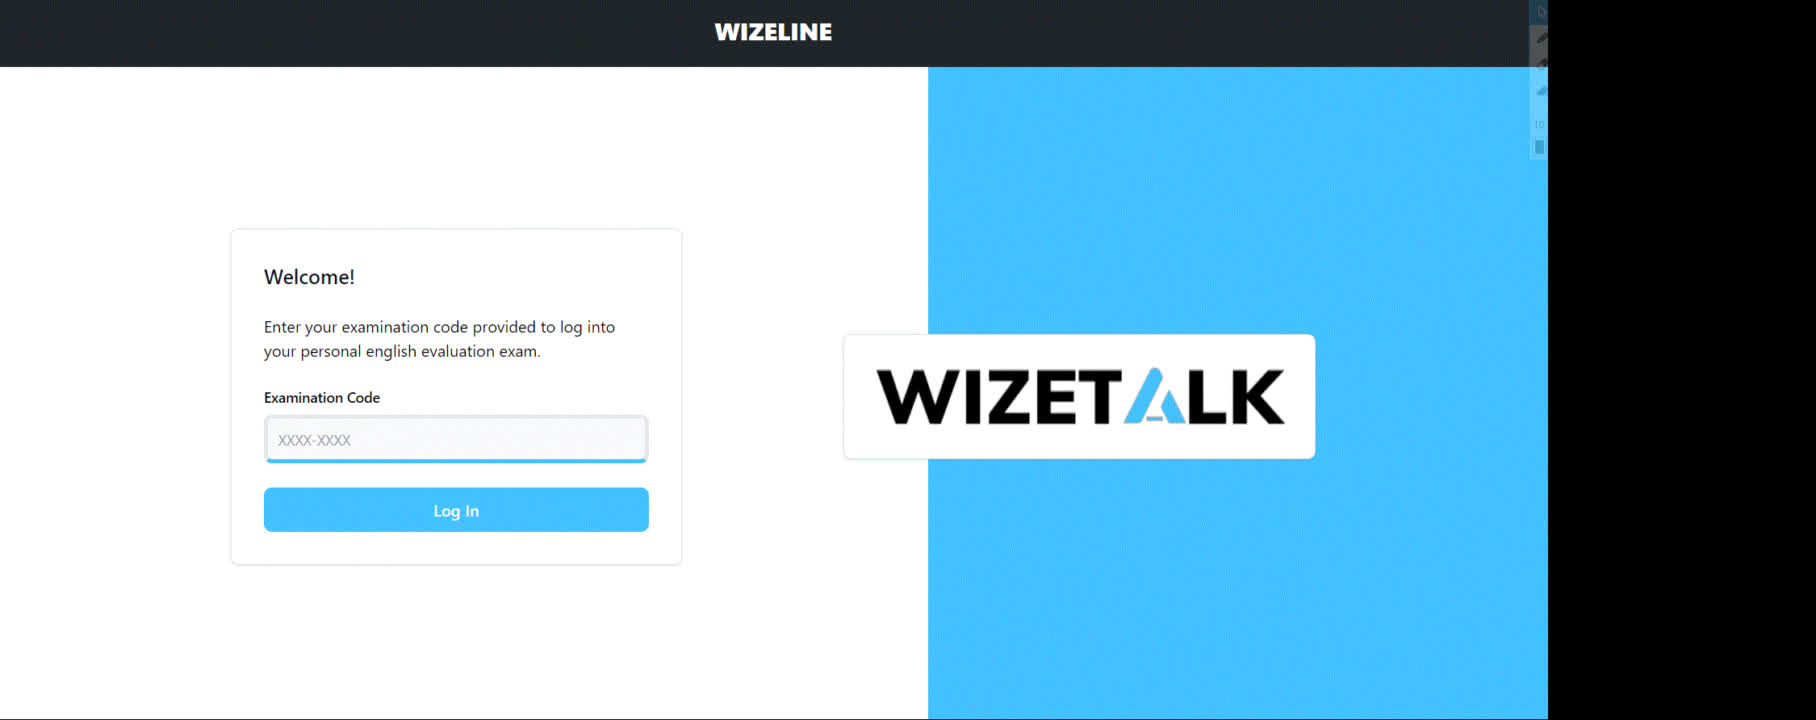 WIZELINE
Welcome!
Enter your examination code provided to log into
your personal english evaluation exam.
Examination Code
XXXX-XXXX
Log In
WIZETALK
10